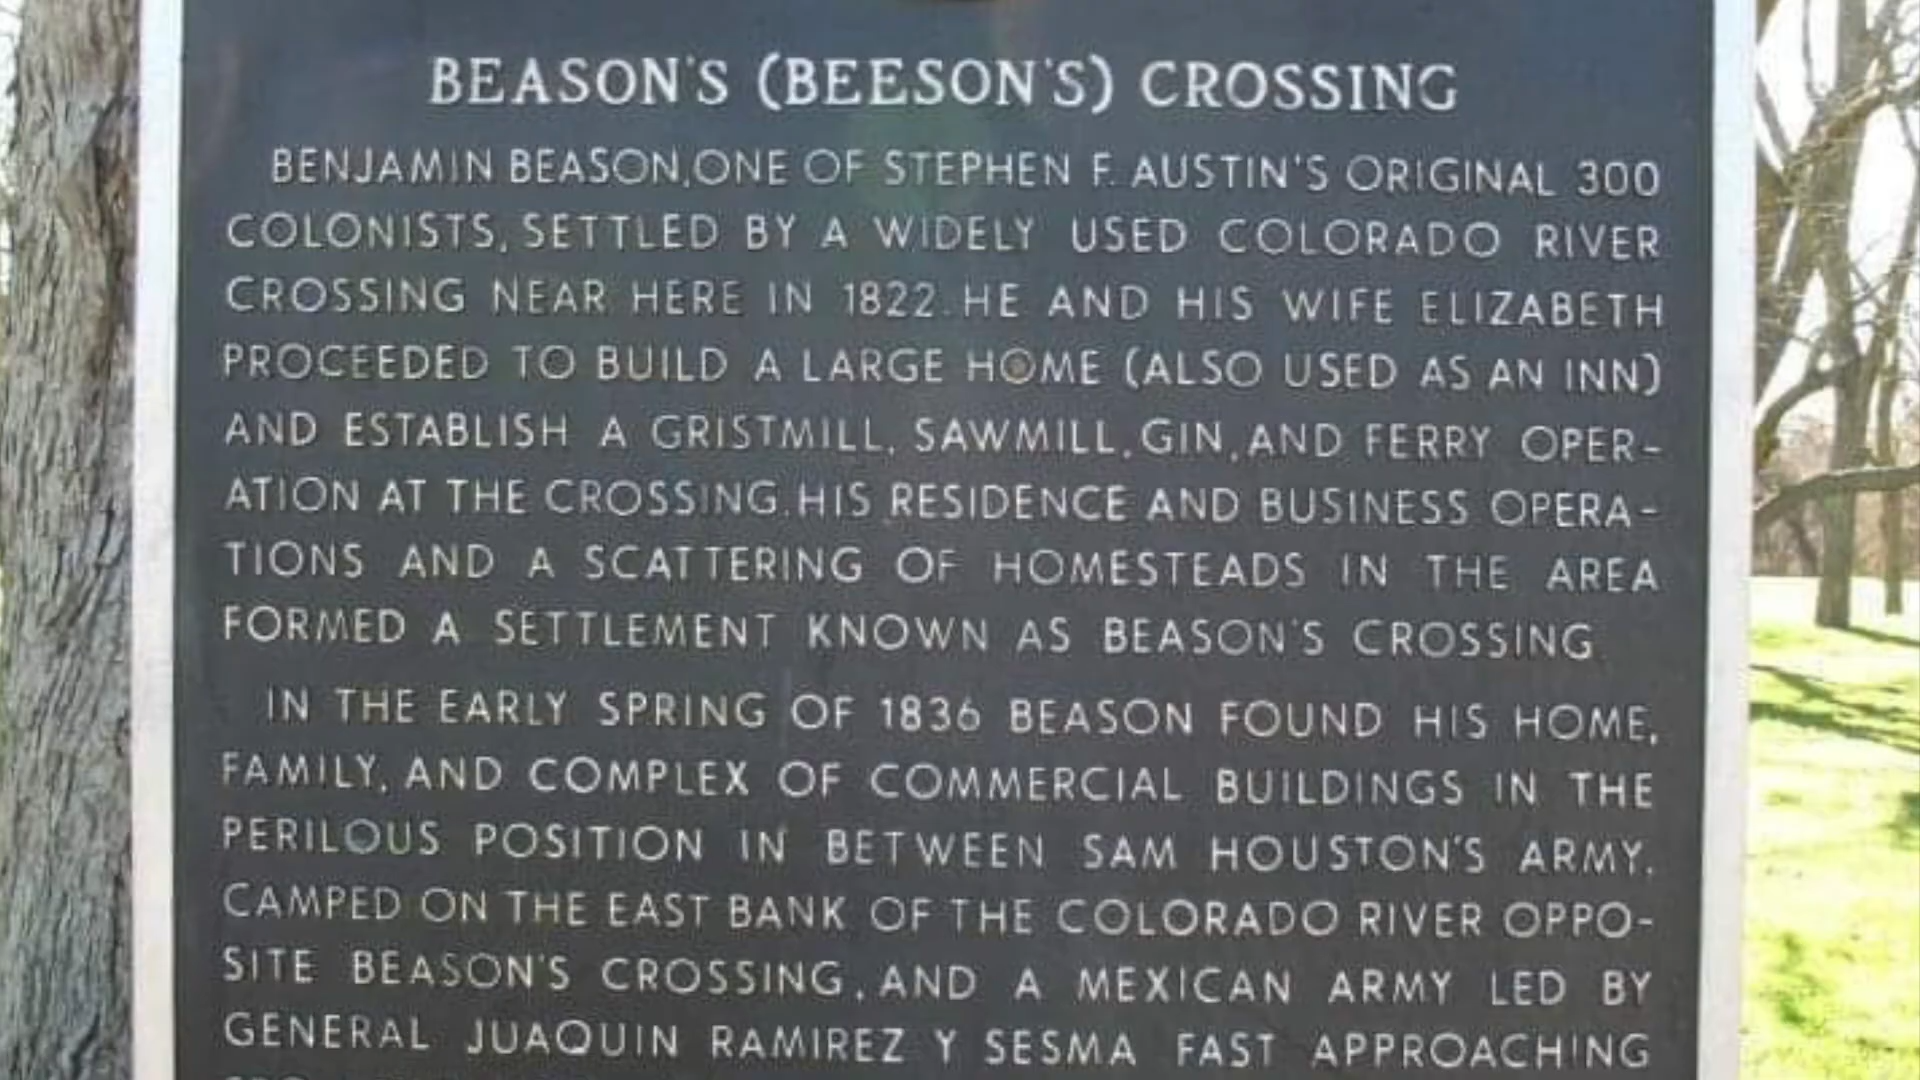 BEASON'S (BEESON'S) CROSSING
BENJAMIN BEASON, ONE OF STEPHEN F. AUSTIN'S ORIGINAL 300
COLONISTS, SETTLED BY A WIDELY USED COLORADO RIVER
CROSSING NEAR HERE IN 1822. HE AND HIS WIFE ELIZABETH
PROCEEDED TO BUILD A LARGE HOME (ALSO USED AS AN INN)
AND ESTABLISH A GRISTMILL, SAWMILL, GIN, AND FERRY OPER-
ATION AT THE CROSSING. HIS RESIDENCE AND BUSINESS OPERA-
TIONS AND A SCATTERING OF HOMESTEADS IN THE AREA
FORMED A SETTLEMENT KNOWN AS BEASON'S CROSSING
IN THE EARLY SPRING OF 1836 BEASON FOUND HIS HOME,
FAMILY, AND COMPLEX OF COMMERCIAL BUILDINGS IN THE
PERILOUS POSITION IN BETWEEN SAM HOUSTON'S ARMY,
CAMPED ON THE EAST BANK OF THE COLORADO RIVER OPPO-
SITE BEASON'S CROSSING, AND A MEXICAN ARMY LED BY
GENERAL JUAQUIN RAMIREZ Y SESMA FAST APPROACHING